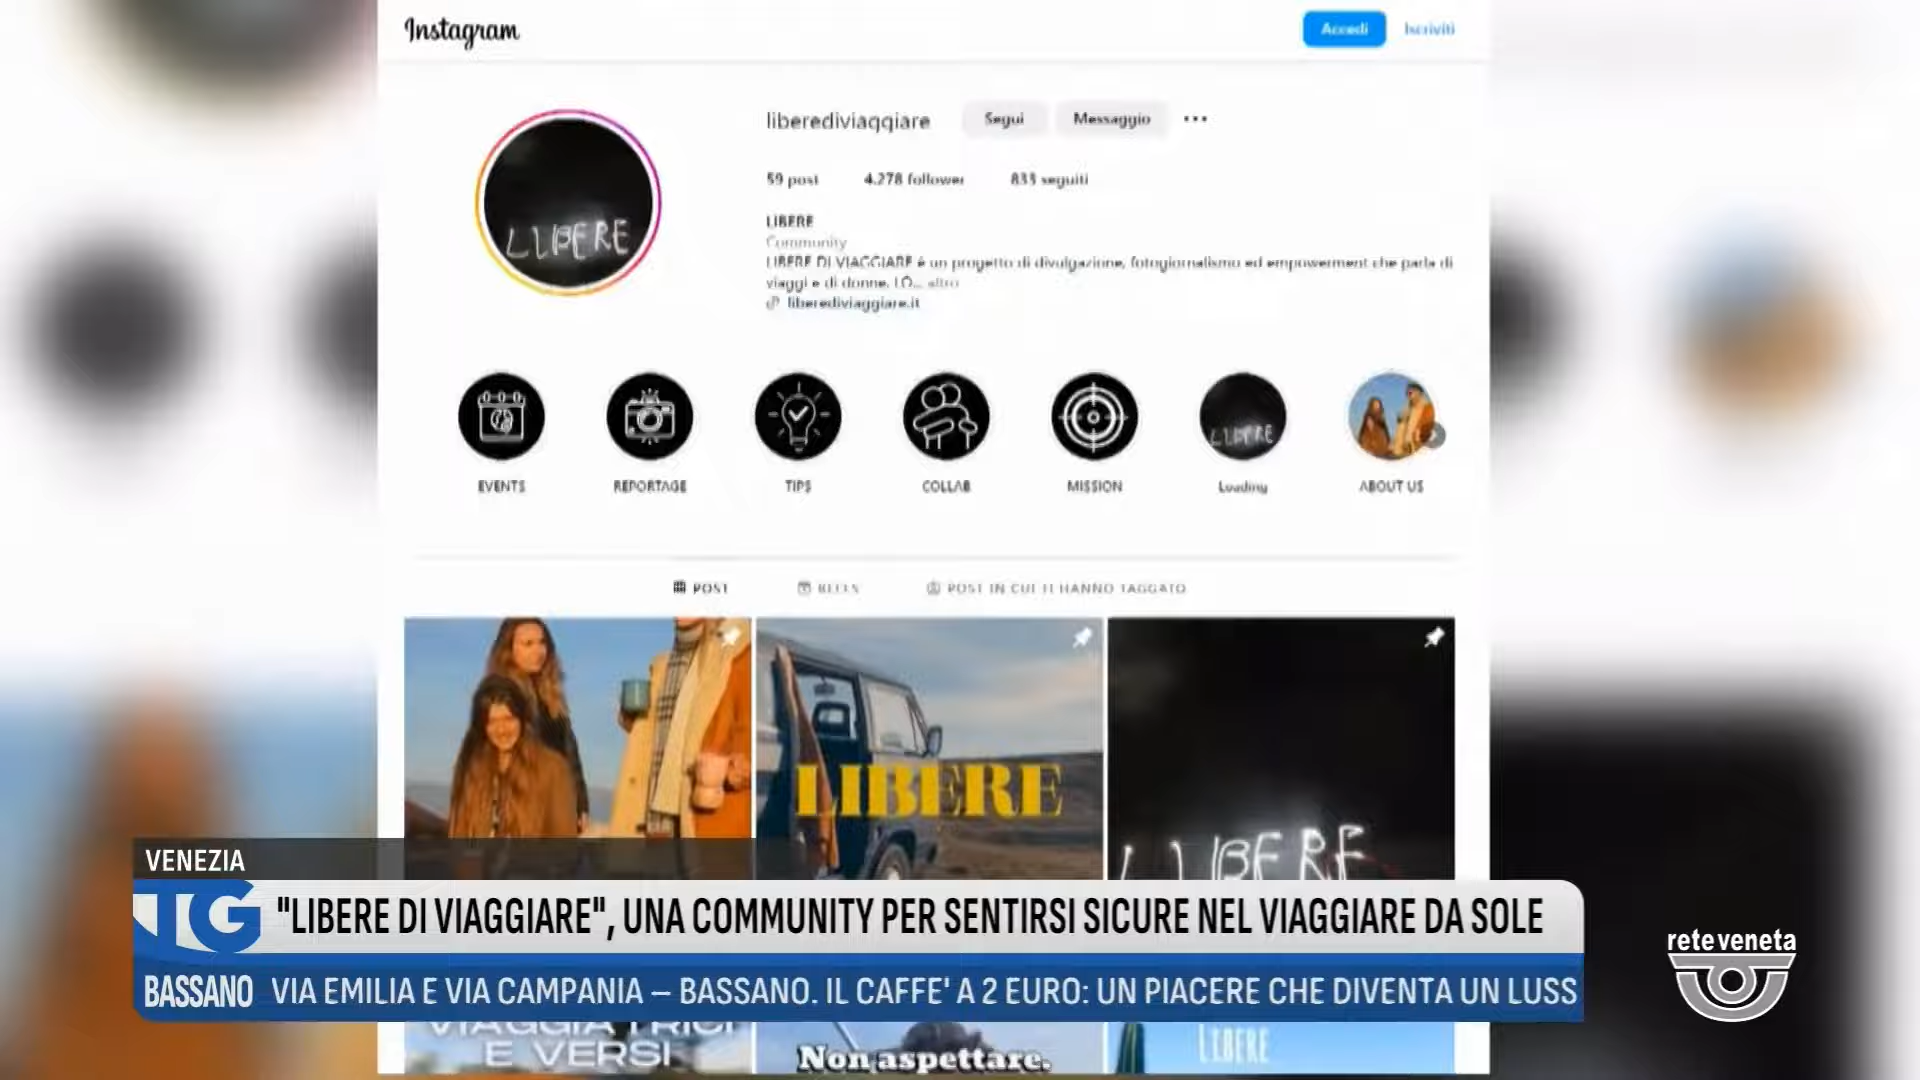 Instagram
Accedi
Iscriviti
liberediviaggiare
Segui
Messaggio
59 post
4.278 follower
833 seguiti
LIBERE
Community
LIBERE DI VIAGGIARE è un progetto di divulgazione, fotogiornalismo ed empowerment che parla di
viaggi e di donne. LO... altro
liberediviaggiare.it
LIBERE
EVENTS
REPORTAGE
TIPS
COLLAB
MISSION
LIBERE
Loading
ABOUT US
POST
REELS
POST IN CUI TI HANNO TAGGATO
LIBERE
LIBERE
VENEZIA
TG
"LIBERE DI VIAGGIARE", UNA COMMUNITY PER SENTIRSI SICURE NEL VIAGGIARE DA SOLE
BASSANO
VIA EMILIA E VIA CAMPANIA – BASSANO. IL CAFFE' A 2 EURO: UN PIACERE CHE DIVENTA UN LUSS
reteveneta
VIAGGIATRICI
E VERSI
Non aspettare.
LIBERE